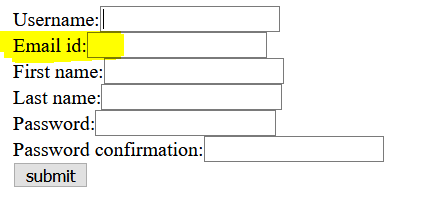 Username:
Email id:
First name:
Last name:
Password:
Password confirmation:
submit